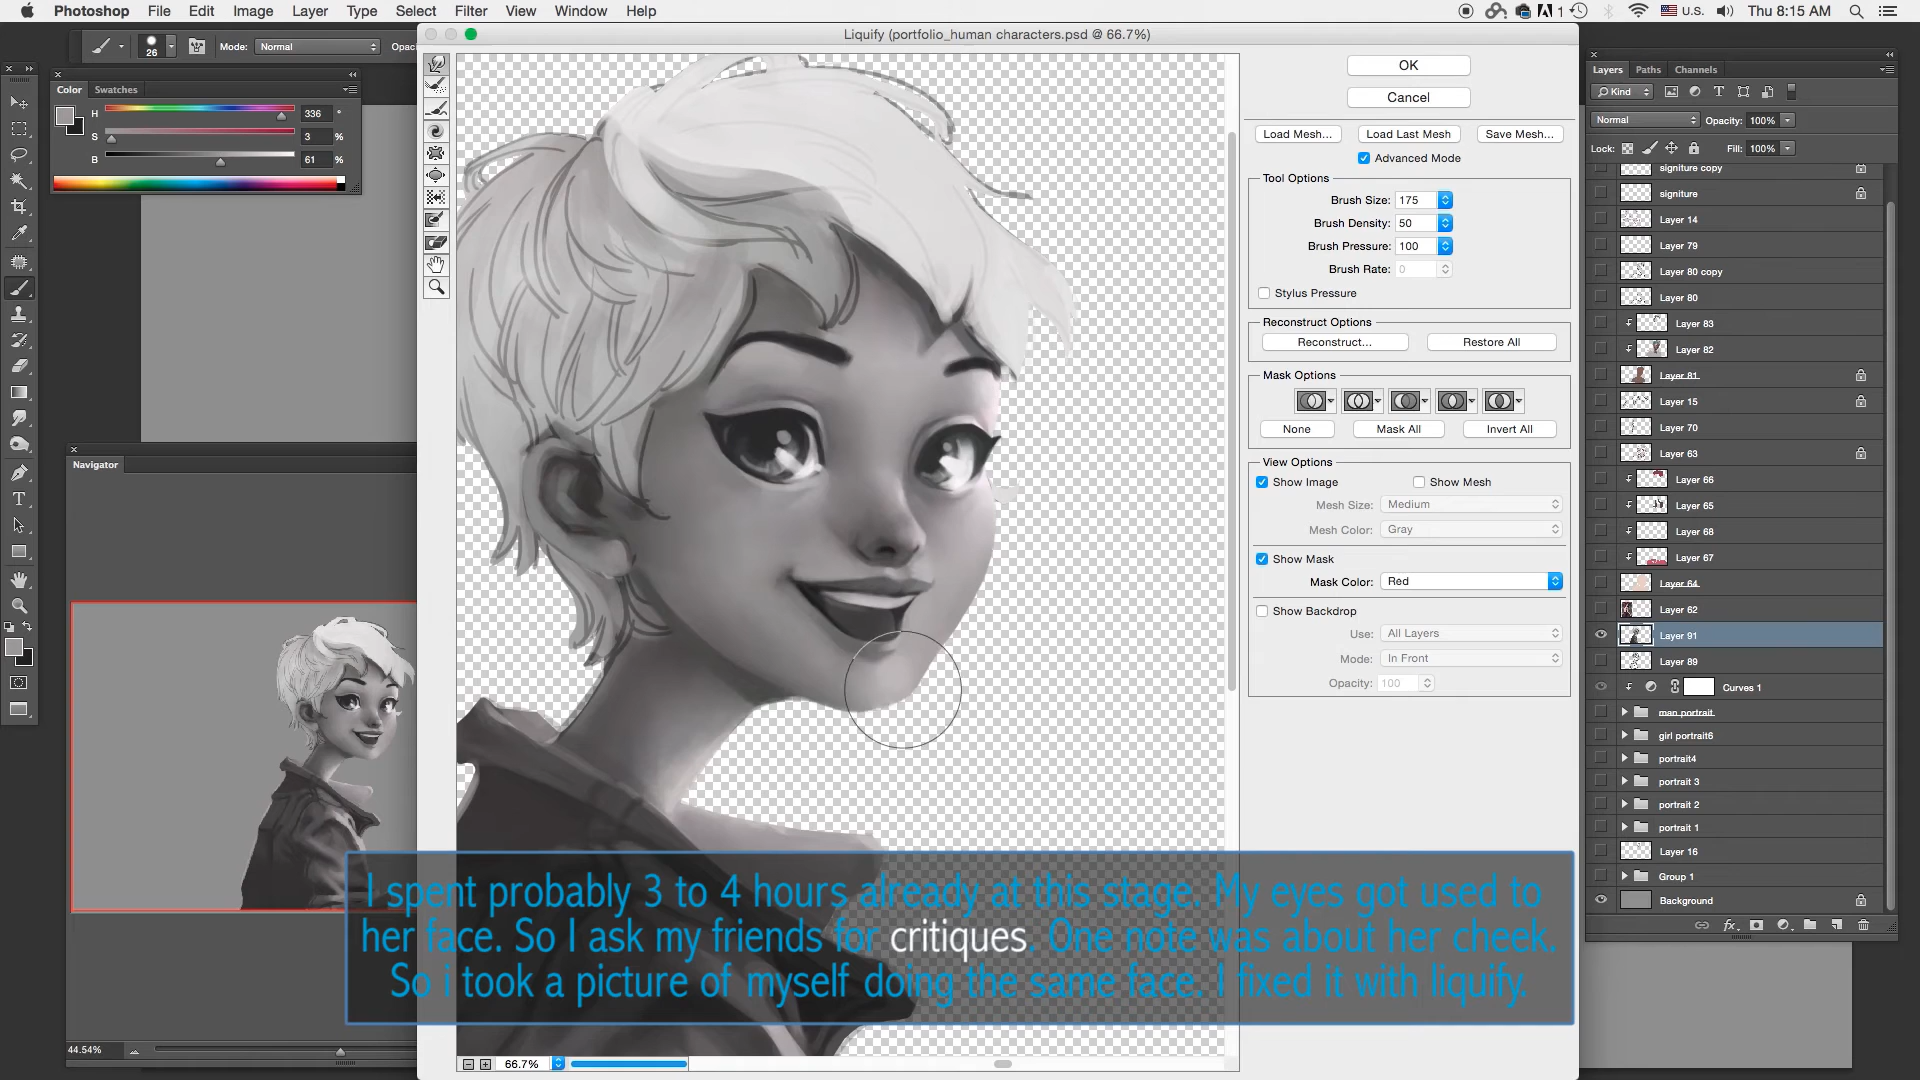 Photoshop File Edit Image Layer Type Select Filter View Window Help
1 U.S. Thu 8:15 AM
26 Mode: Normal Opaci
Liquify (portfolio_human characters.psd @ 66.7%)
Color Swatches
H 336 °
S 3 %
B 61 %
Navigator
44.54%
OK
Cancel
Load Mesh... Load Last Mesh Save Mesh...
Advanced Mode
Tool Options
Brush Size: 175
Brush Density: 50
Brush Pressure: 100
Brush Rate: 0
Stylus Pressure
Reconstruct Options
Reconstruct... Restore All
Mask Options
None Mask All Invert All
View Options
Show Image Show Mesh
Mesh Size: Medium
Mesh Color: Gray
Show Mask
Mask Color: Red
Show Backdrop
Use: All Layers
Mode: In Front
Opacity: 100
66.7%
Layers Paths Channels
Kind
Normal Opacity: 100%
Lock: Fill: 100%
signiture copy
signiture
Layer 14
Layer 79
Layer 80 copy
Layer 80
Layer 83
Layer 82
Layer 81
Layer 15
Layer 70
Layer 63
Layer 66
Layer 65
Layer 68
Layer 67
Layer 64
Layer 62
Layer 91
Layer 89
Curves 1
man portrait
girl portrait6
portrait4
portrait 3
portrait 2
portrait 1
Layer 16
Group 1
Background
fx
I spent probably 3 to 4 hours already at this stage. My eyes got used to
her face. So I ask my friends for critiques. One note was about her cheek.
So i took a picture of myself doing the same face. I fixed it with liquify.